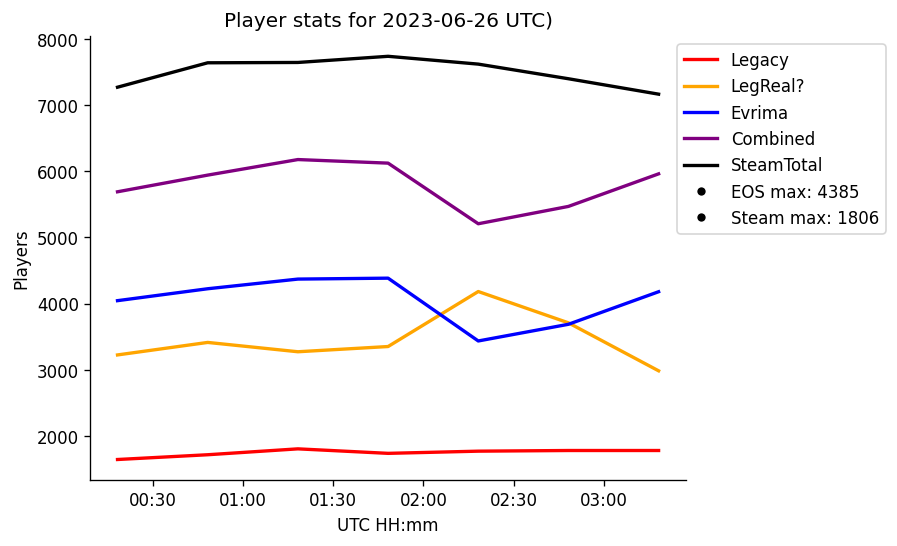 Player stats for 2023-06-26 UTC)
8000
7000
6000
5000
4000
3000
2000
Players
00:30
01:00
01:30
02:00
02:30
03:00
UTC HH:mm
Legacy
LegReal?
Evrima
Combined
SteamTotal
EOS max: 4385
Steam max: 1806